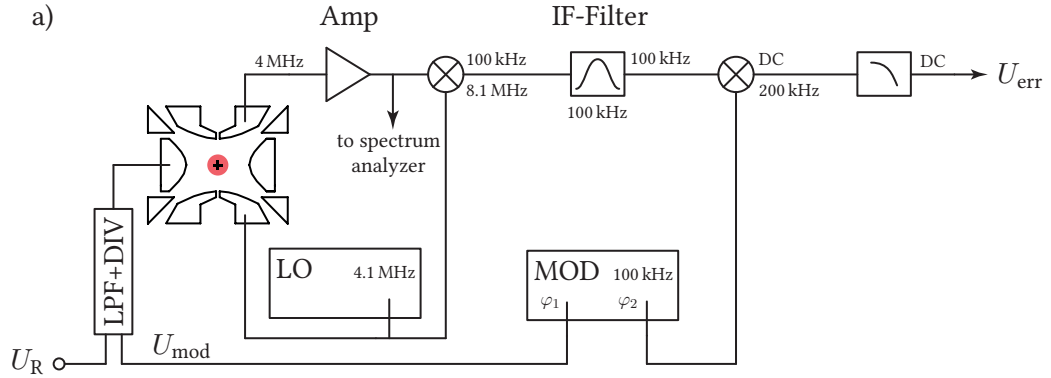 a)
Amp
IF-Filter
4 MHz
100 kHz
8.1 MHz
100 kHz
100 kHz
DC
200 kHz
DC
U_err
to spectrum
analyzer
+
LPF+DIV
LO
4.1 MHz
MOD
100 kHz
φ₁
φ₂
U_mod
U_R